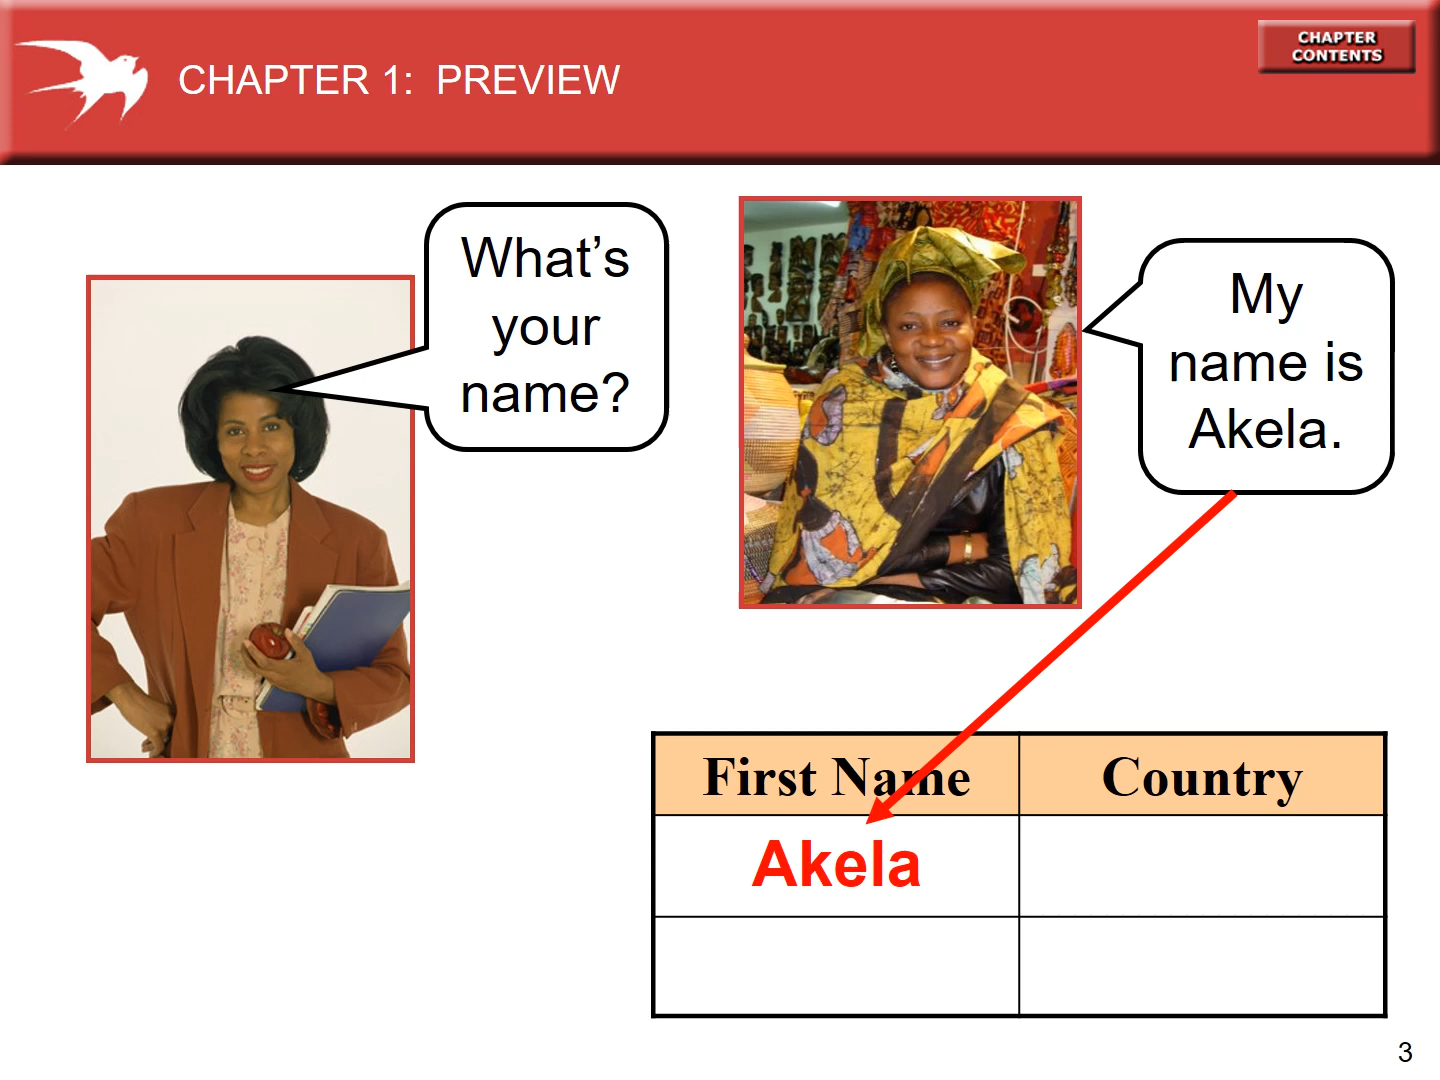 CHAPTER 1: PREVIEW
CHAPTER
CONTENTS
What’s
your
name?
My
name is
Akela.
First Name Country
Akela
3